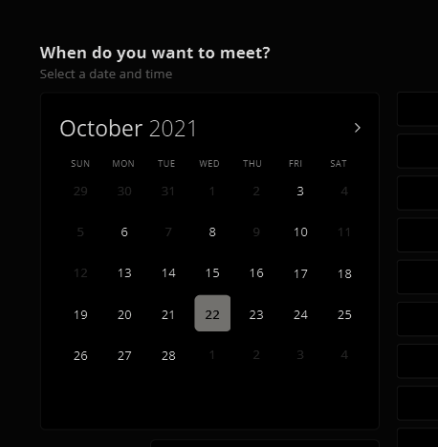 When do you want to meet?
Select a date and time
October 2021
SUN MON TUE WED THU FRI SAT
29 30 31 1 2 3 4
5 6 7 8 9 10 11
12 13 14 15 16 17 18
19 20 21 22 23 24 25
26 27 28 1 2 3 4